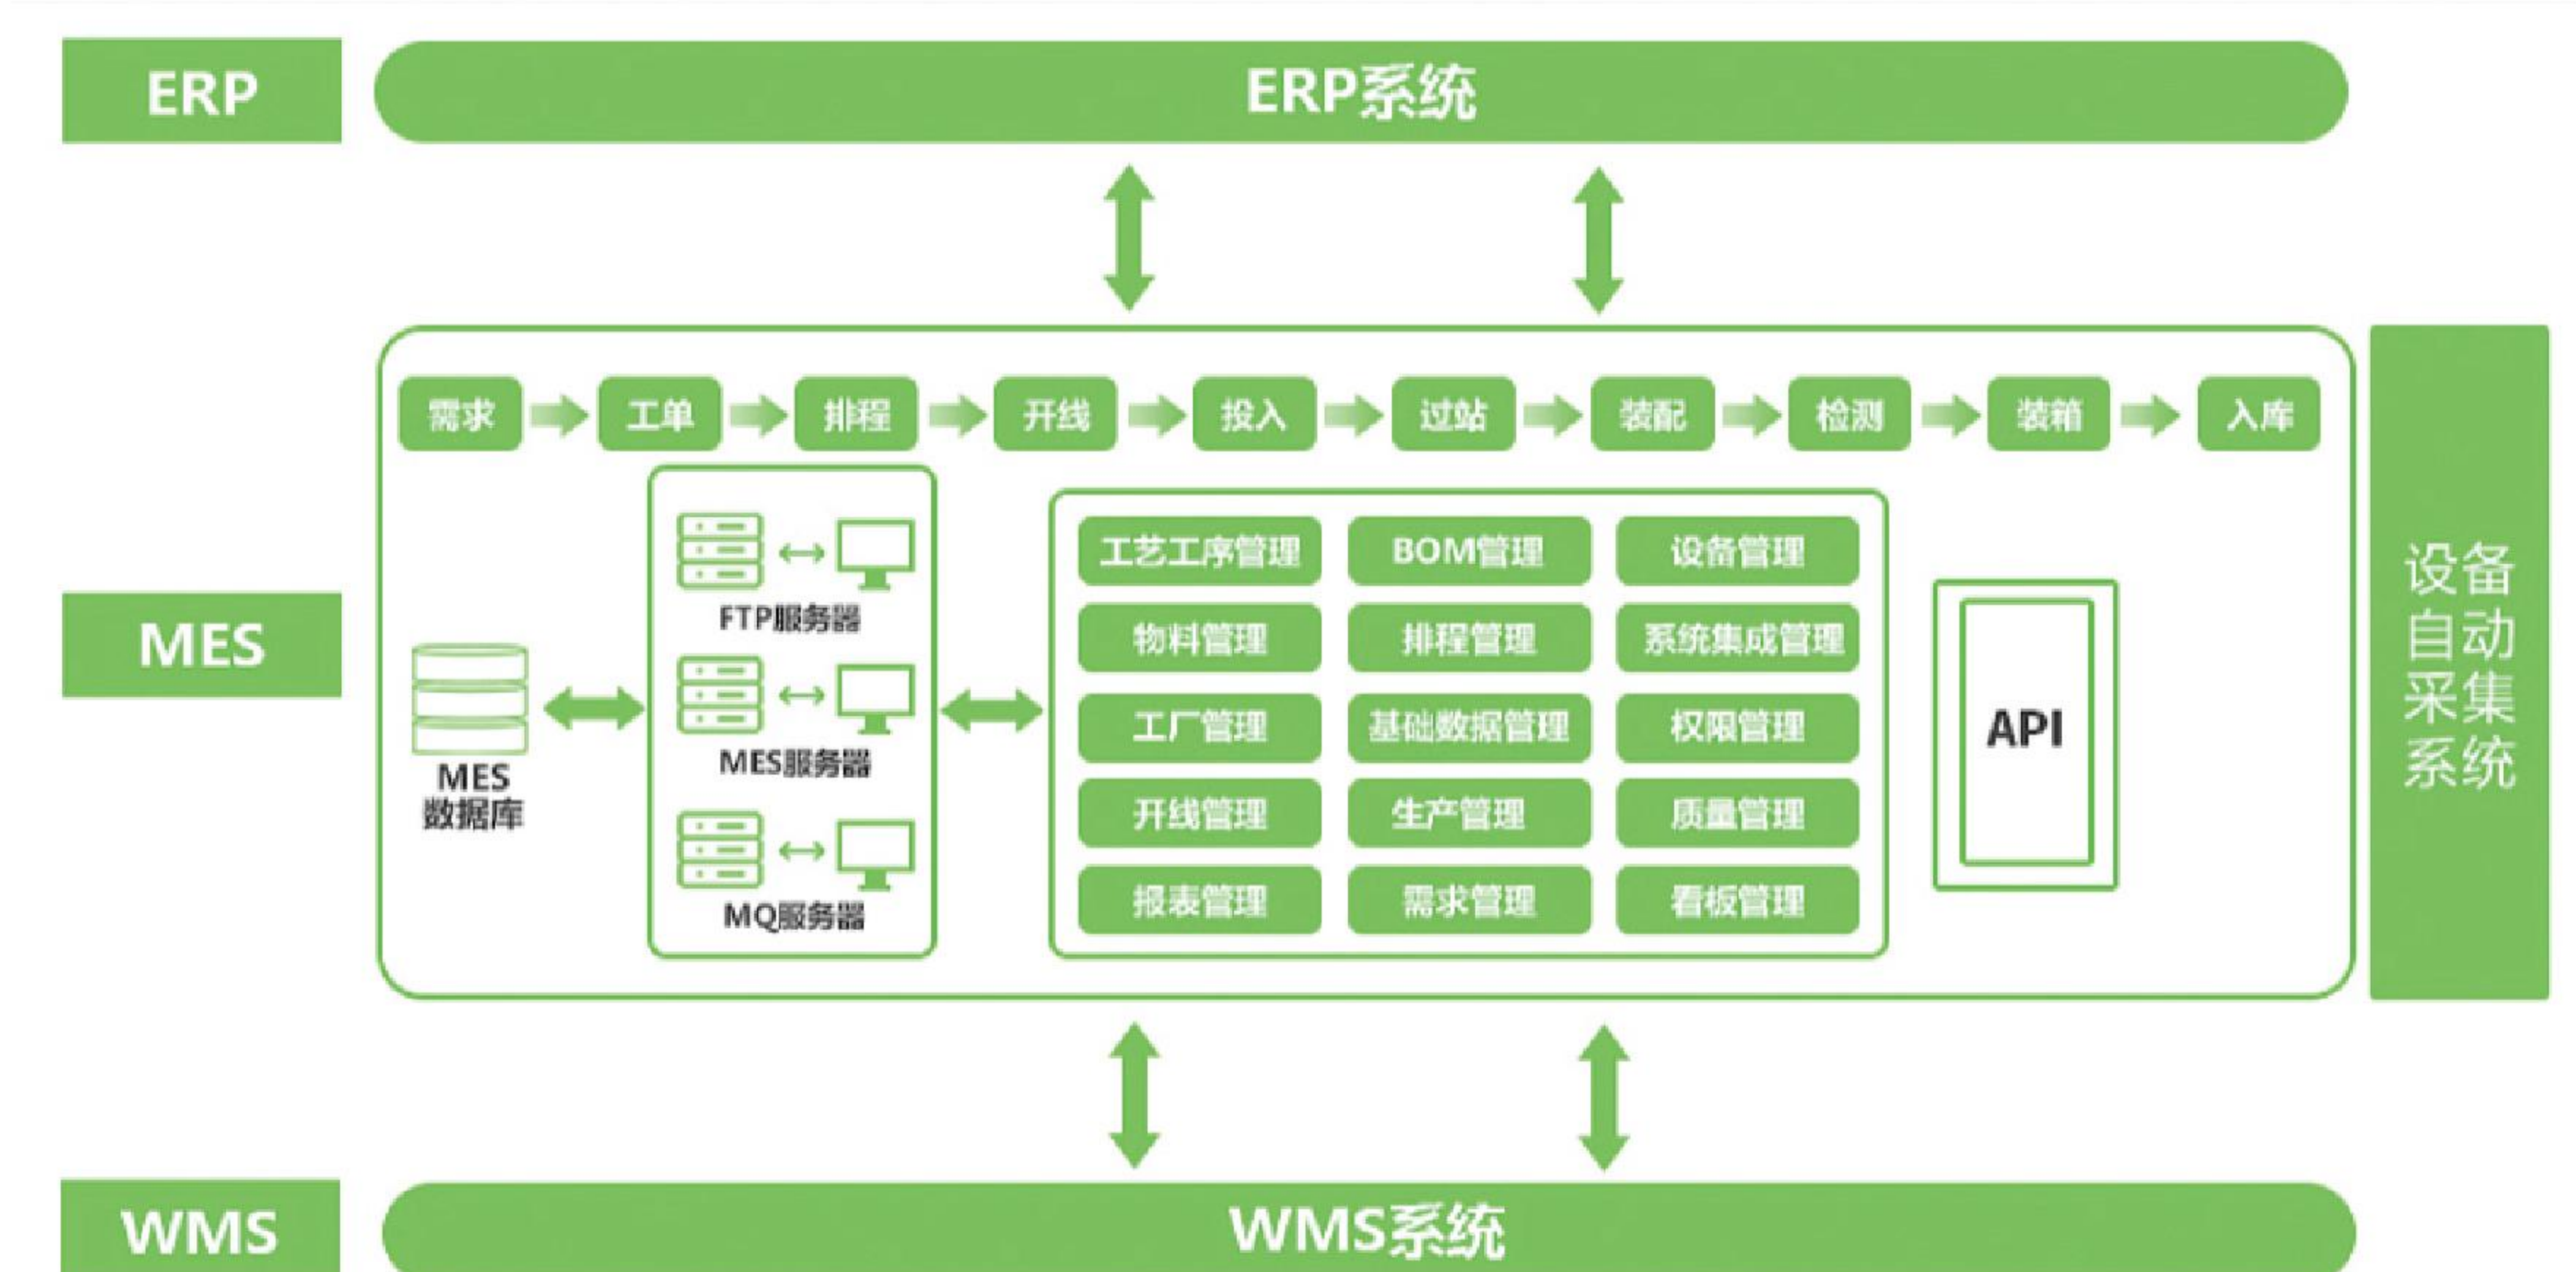 ERP
ERP系统
需求
工单
排程
开线
投入
过站
装配
检测
装箱
入库
MES
MES
数据库
FTP服务器
MES服务器
MQ服务器
工艺工序管理
BOM管理
设备管理
物料管理
排程管理
系统集成管理
工厂管理
基础数据管理
权限管理
开线管理
生产管理
质量管理
报表管理
需求管理
看板管理
API
设备
自动
采集
系统
WMS
WMS系统